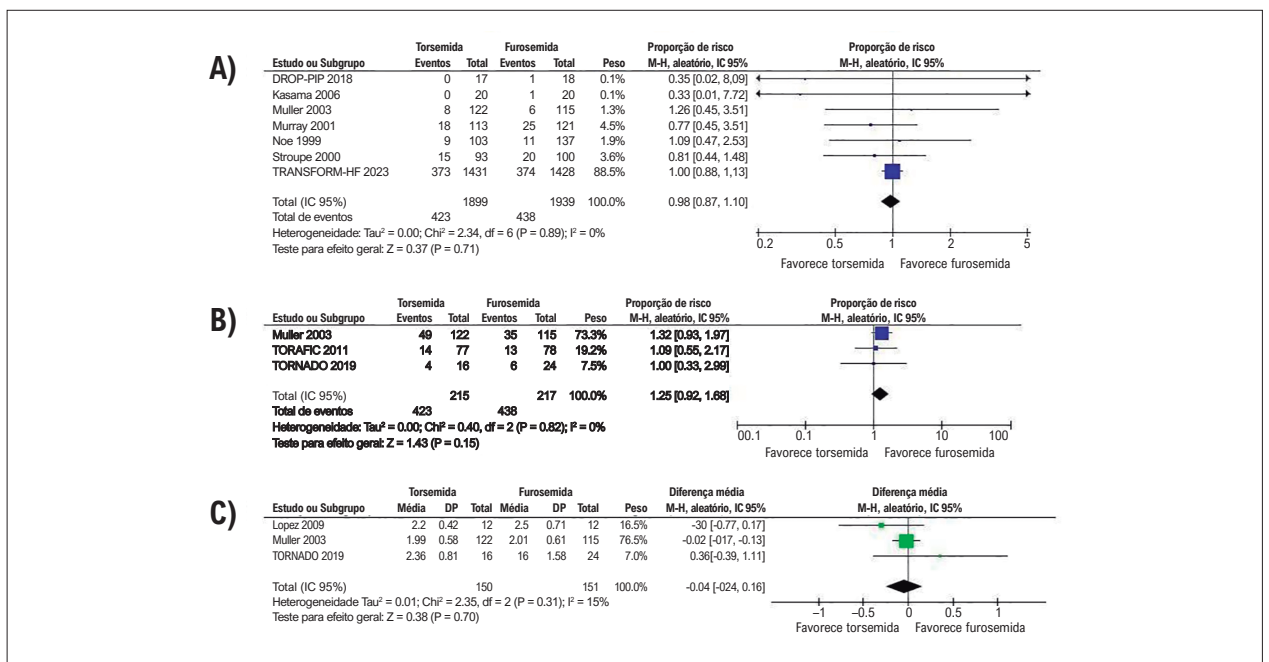 A)
Torsemida Furosemida Proporção de risco Proporção de risco
Estudo ou Subgrupo Eventos Total Eventos Total Peso M-H, aleatório, IC 95% M-H, aleatório, IC 95%
DROP-PIP 2018 0 17 1 18 0.1% 0.35 [0.02, 8,09]
Kasama 2006 0 20 1 20 0.1% 0.33 [0.01, 7.72]
Muller 2003 8 122 6 115 1.3% 1.26 [0.45, 3.51]
Murray 2001 18 113 25 121 4.5% 0.77 [0.45, 3.51]
Noe 1999 9 103 11 137 1.9% 1.09 [0.47, 2.53]
Stroupe 2000 15 93 20 100 3.6% 0.81 [0.44, 1.48]
TRANSFORM-HF 2023 373 1431 374 1428 88.5% 1.00 [0.88, 1,13]
Total (IC 95%) 1899 1939 100.0% 0.98 [0.87, 1.10]
Total de eventos 423 438
Heterogeneidade: Tau² = 0.00; Chi² = 2.34, df = 6 (P = 0.89); I² = 0%
Teste para efeito geral: Z = 0.37 (P = 0.71)
0.2 0.5 1 2 5
Favorece torsemida Favorece furosemida
B)
Torsemida Furosemida Proporção de risco Proporção de risco
Estudo ou Subgrupo Eventos Total Eventos Total Peso M-H, aleatório, IC 95% M-H, aleatório, IC 95%
Muller 2003 49 122 35 115 73.3% 1.32 [0.93, 1.97]
TORAFIC 2011 14 77 13 78 19.2% 1.09 [0.55, 2.17]
TORNADO 2019 4 16 6 24 7.5% 1.00 [0.33, 2.99]
Total (IC 95%) 215 217 100.0% 1.25 [0.92, 1.68]
Total de eventos 423 438
Heterogeneidade: Tau² = 0.00; Chi² = 0.40, df = 2 (P = 0.82); I² = 0%
Teste para efeito geral: Z = 1.43 (P = 0.15)
00.1 0.1 1 10 100
Favorece torsemida Favorece furosemida
C)
Torsemida Furosemida Diferença média Diferença média
Estudo ou Subgrupo Média DP Total Média DP Total Peso M-H, aleatório, IC 95% M-H, aleatório, IC 95%
Lopez 2009 2.2 0.42 12 2.5 0.71 12 16.5% -30 [-0.77, 0.17]
Muller 2003 1.99 0.58 122 2.01 0.61 115 76.5% -0.02 [-017, -0.13]
TORNADO 2019 2.36 0.81 16 16 1.58 24 7.0% 0.36[-0.39, 1.11]
Total (IC 95%) 150 151 100.0% -0.04 [-024, 0.16]
Heterogeneidade Tau² = 0.01; Chi² = 2.35, df = 2 (P = 0.31); I² = 15%
Teste para efeito geral: Z = 0.38 (P = 0.70)
−1 −0.5 0 0.5 1
Favorece torsemida Favorece furosemida